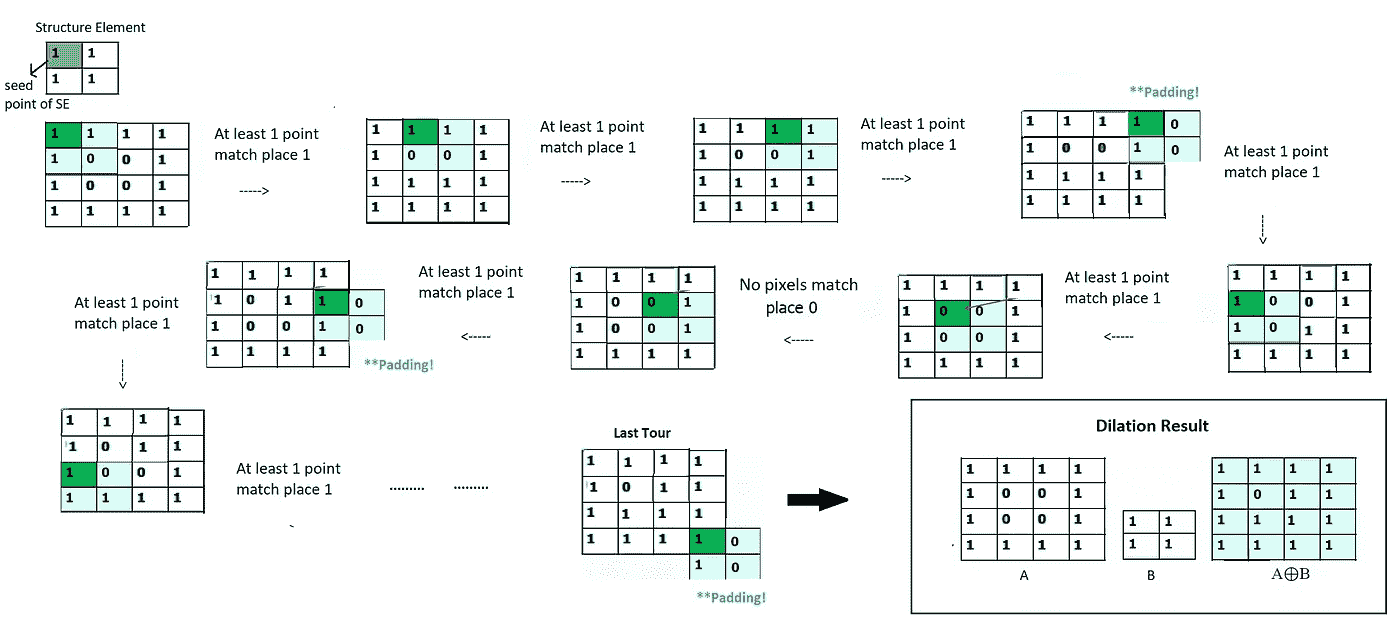 Structure Element
1 1
1 1
seed
point of SE
1 1 1 1
1 0 0 1
1 0 0 1
1 1 1 1
At least 1 point
match place 1
----->
1 1 1 1
1 0 0 1
1 1 1 1
1 1 1 1
At least 1 point
match place 1
----->
1 1 1 1
1 0 0 1
1 1 1 1
1 1 1 1
At least 1 point
match place 1
----->
**Padding!
1 1 1 1 0
1 0 0 1 0
1 1 1 1
1 1 1 1
At least 1 point
match place 1
1 1 1 1
1 0 0 1
1 0 1 1
1 1 1 1
At least 1 point
match place 1
<-----
1 1 1 1
1 0 0 1
1 0 0 1
1 1 1 1
No pixels match
place 0
<-----
1 1 1 1
1 0 0 1
1 0 0 1
1 1 1 1
At least 1 point
match place 1
<-----
1 1 1 1
1 0 1 1 0
1 0 0 1 0
1 1 1 1
**Padding!
At least 1 point
match place 1
1 1 1 1
1 0 1 1
1 0 0 1
1 1 1 1
At least 1 point
match place 1
......... .........
Last Tour
1 1 1 1
1 0 1 1
1 1 1 1
1 1 1 1 0
1 0
**Padding!
Dilation Result
1 1 1 1
1 0 0 1
1 0 0 1
1 1 1 1
A
1 1
1 1
B
1 1 1 1
1 0 1 1
1 1 1 1
1 1 1 1
A⊕B